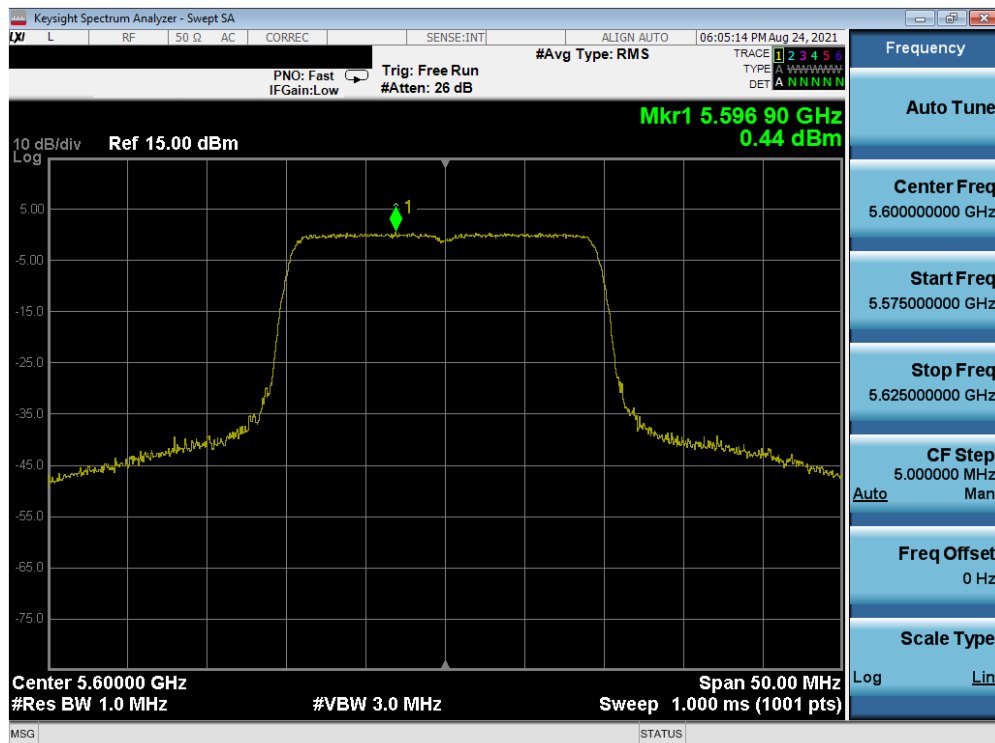 Keysight Spectrum Analyzer - Swept SA
LXI L RF 50 Ω AC CORREC SENSE:INT ALIGN AUTO 06:05:14 PM Aug 24, 2021
#Avg Type: RMS TRACE 1 2 3 4 5 6
PNO: Fast Trig: Free Run TYPE A WWWWW
IFGain:Low #Atten: 26 dB DET A N N N N N
Mkr1 5.596 90 GHz
0.44 dBm
10 dB/div Ref 15.00 dBm
Log
1
5.00
-5.00
-15.0
-25.0
-35.0
-45.0
-55.0
-65.0
-75.0
Center 5.60000 GHz Span 50.00 MHz
#Res BW 1.0 MHz #VBW 3.0 MHz Sweep 1.000 ms (1001 pts)
MSG STATUS
Frequency
Auto Tune
Center Freq
5.600000000 GHz
Start Freq
5.575000000 GHz
Stop Freq
5.625000000 GHz
CF Step
5.000000 MHz
Auto Man
Freq Offset
0 Hz
Scale Type
Log Lin